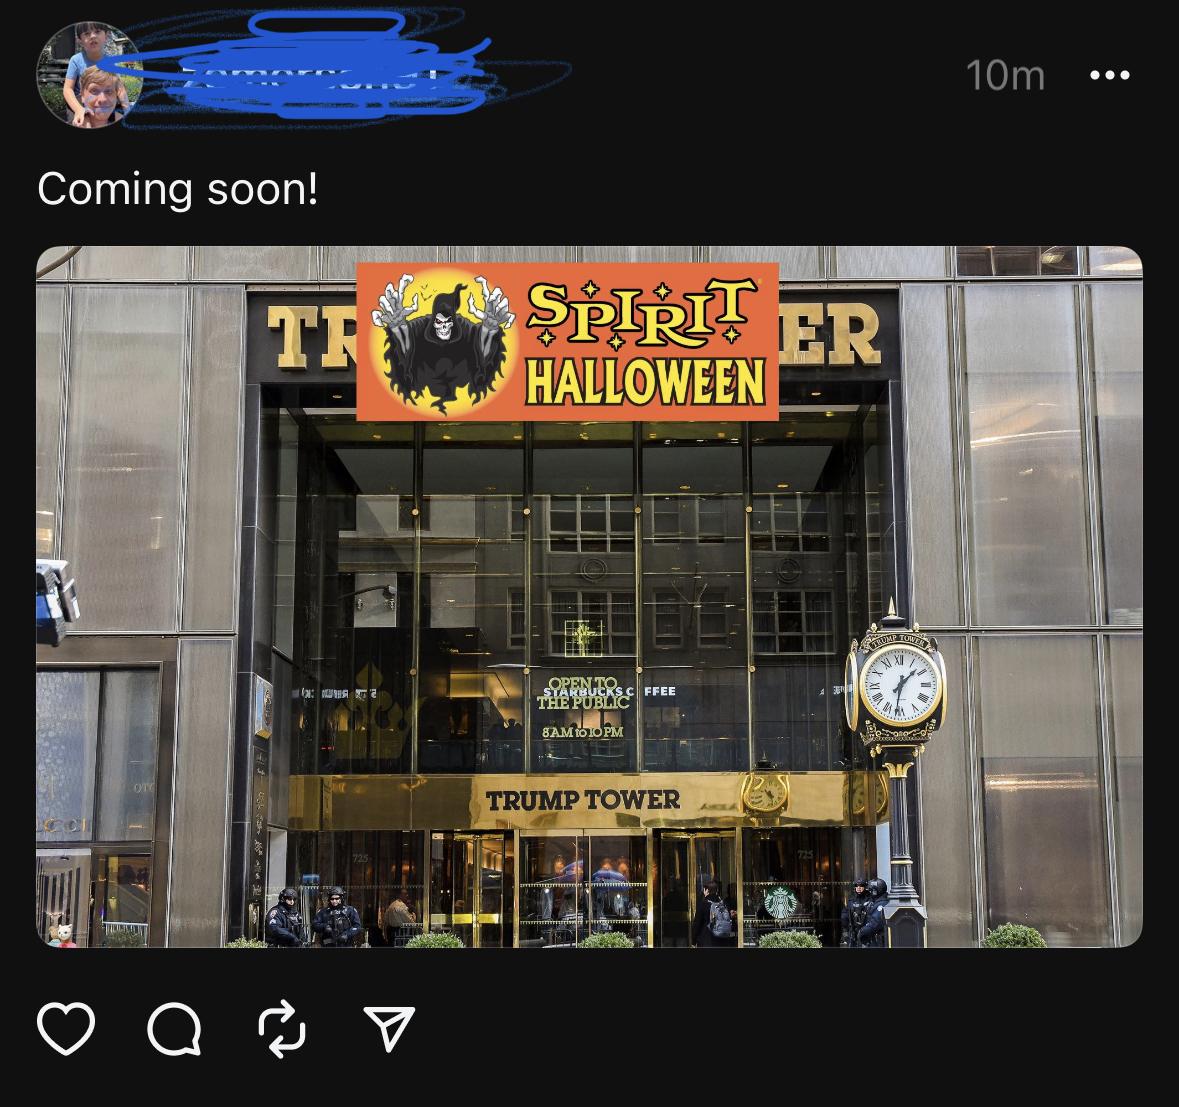 10m
Coming soon!
SPIRIT
HALLOWEEN
TR
ER
TRUMP TOWER
OPEN TO
STARBUCKS C FFEE
THE PUBLIC
8AM to 10PM
TRUMP TOWER
725
725